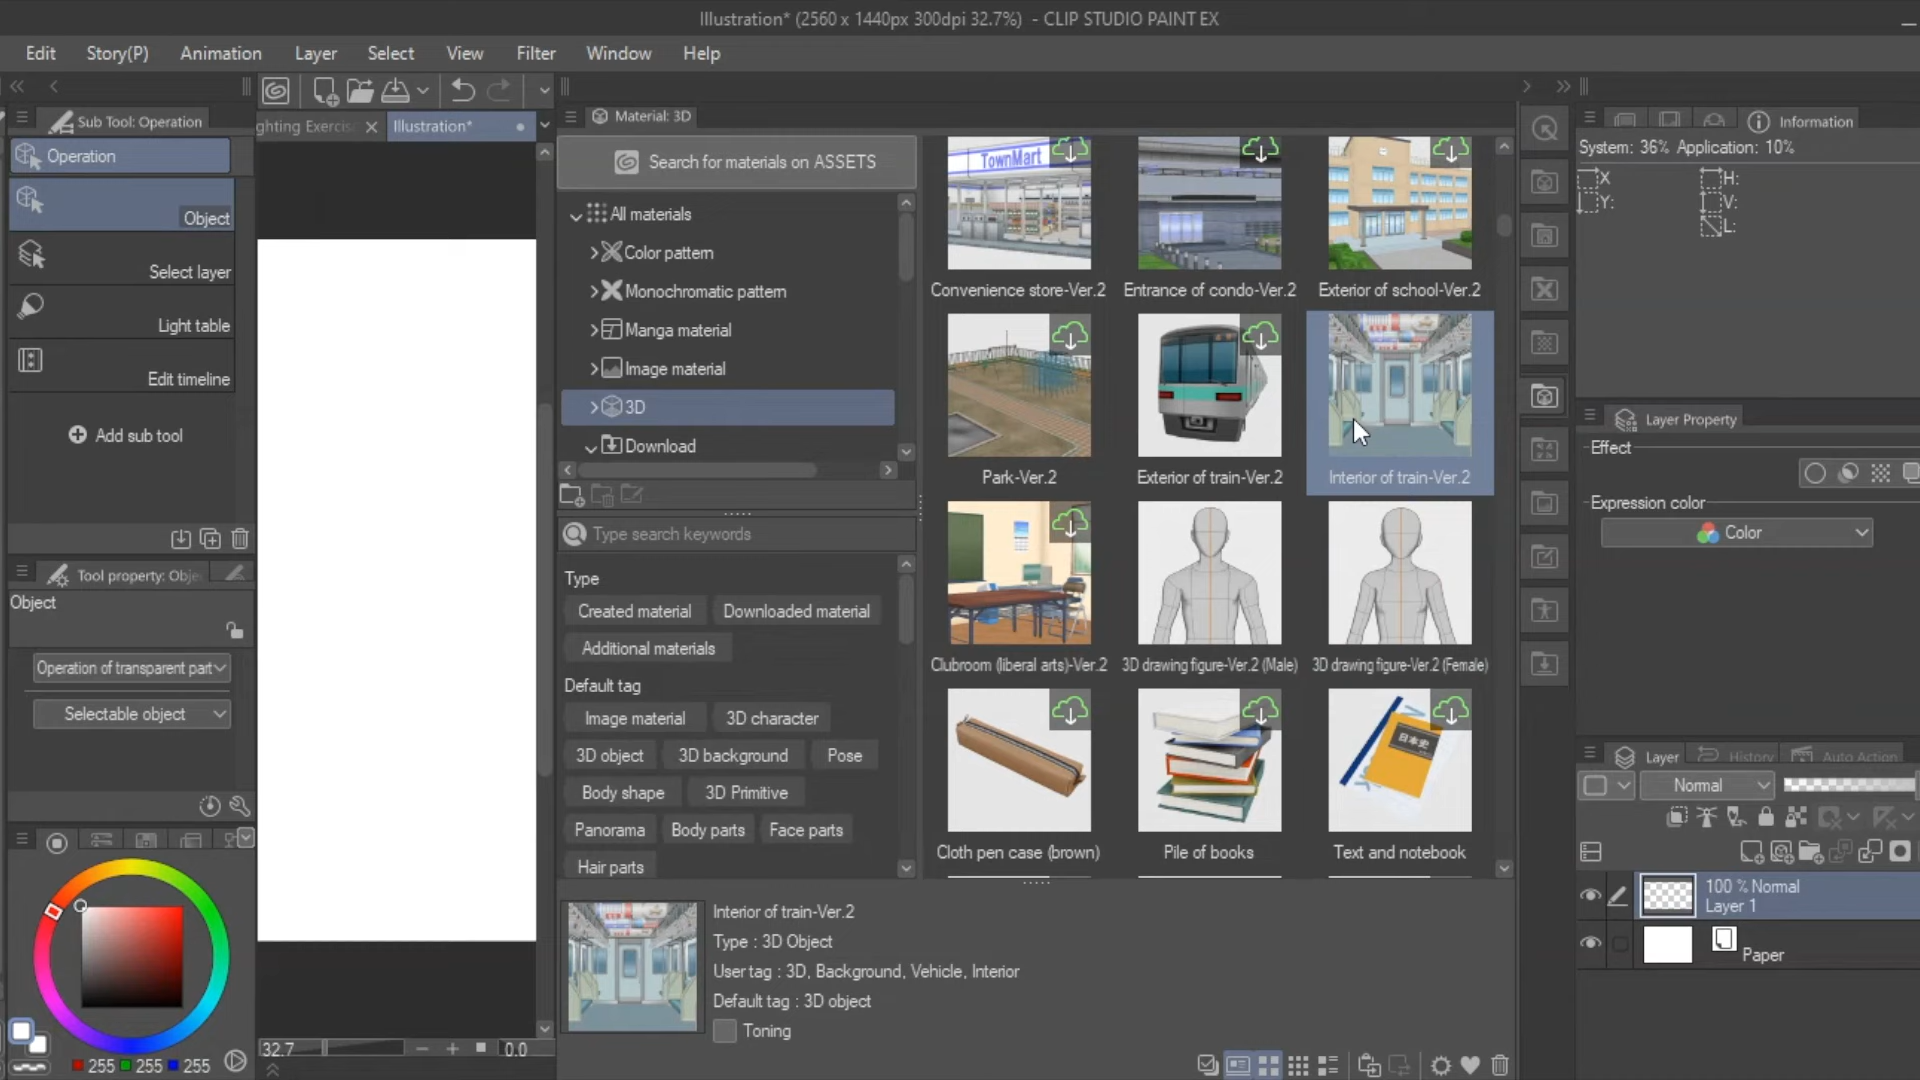 Illustration* (2560 x 1440px 300dpi 32.7%) - CLIP STUDIO PAINT EX
Edit Story(P) Animation Layer Select View Filter Window Help
Sub Tool: Operation
Operation
Object
Select layer
Light table
Edit timeline
Add sub tool
Tool property: Obje
Object
Operation of transparent part
Selectable object
255 255 255
ghting Exercis
Illustration*
32.7
0.0
Material: 3D
Search for materials on ASSETS
All materials
Color pattern
Monochromatic pattern
Manga material
Image material
3D
Download
Type search keywords
Type
Created material Downloaded material
Additional materials
Default tag
Image material 3D character
3D object 3D background Pose
Body shape 3D Primitive
Panorama Body parts Face parts
Hair parts
TownMart
Convenience store-Ver.2 Entrance of condo-Ver.2 Exterior of school-Ver.2
Park-Ver.2 Exterior of train-Ver.2 Interior of train-Ver.2
Clubroom (liberal arts)-Ver.2 3D drawing figure-Ver.2 (Male) 3D drawing figure-Ver.2 (Female)
日本史
Cloth pen case (brown) Pile of books Text and notebook
Interior of train-Ver.2
Type : 3D Object
User tag : 3D, Background, Vehicle, Interior
Default tag : 3D object
Toning
Information
System: 36% Application: 10%
X H:
Y: V:
L:
Layer Property
Effect
Expression color
Color
Layer History Auto Action
Normal
100 % Normal
Layer 1
Paper